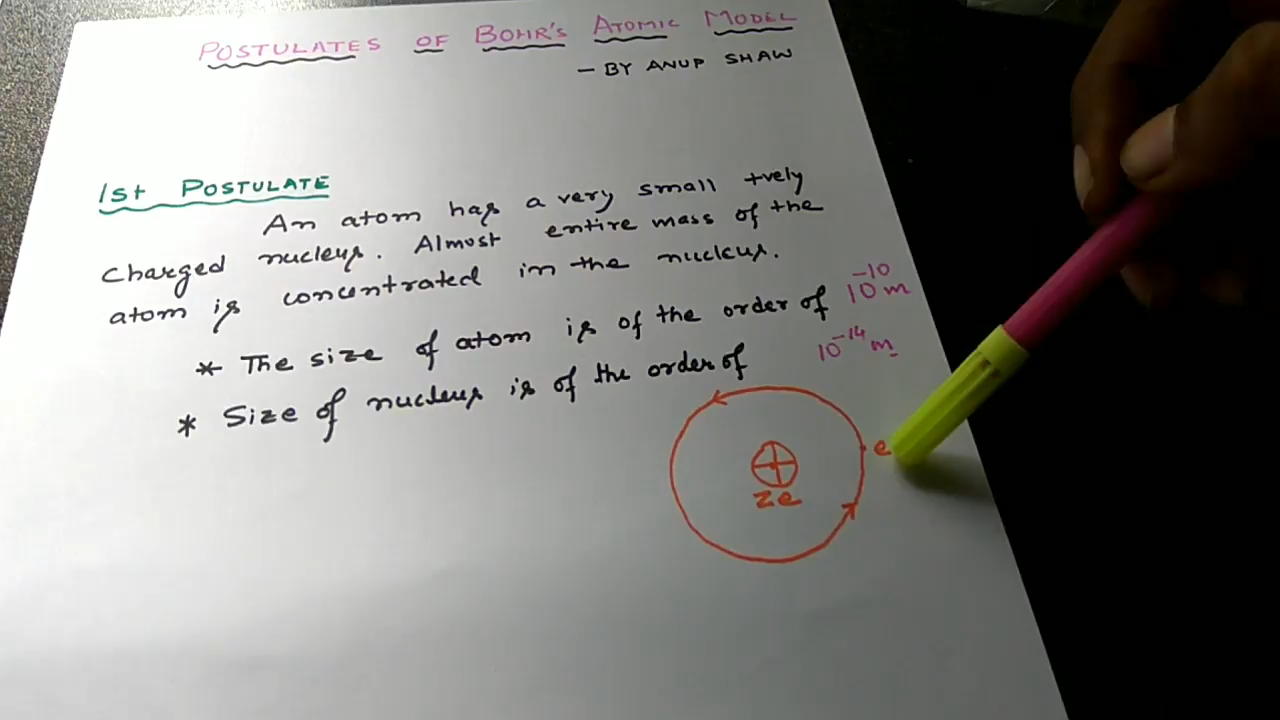 POSTULATES OF BOHR'S ATOMIC MODEL
- BY ANUP SHAW
1st POSTULATE
An atom has a very small +vely
charged nucleus. Almost entire mass of the
atom is concentrated in the nucleus.
* The size of atom is of the order of 10⁻¹⁰ m
* Size of nucleus is of the order of 10⁻¹⁴ m
e
ze